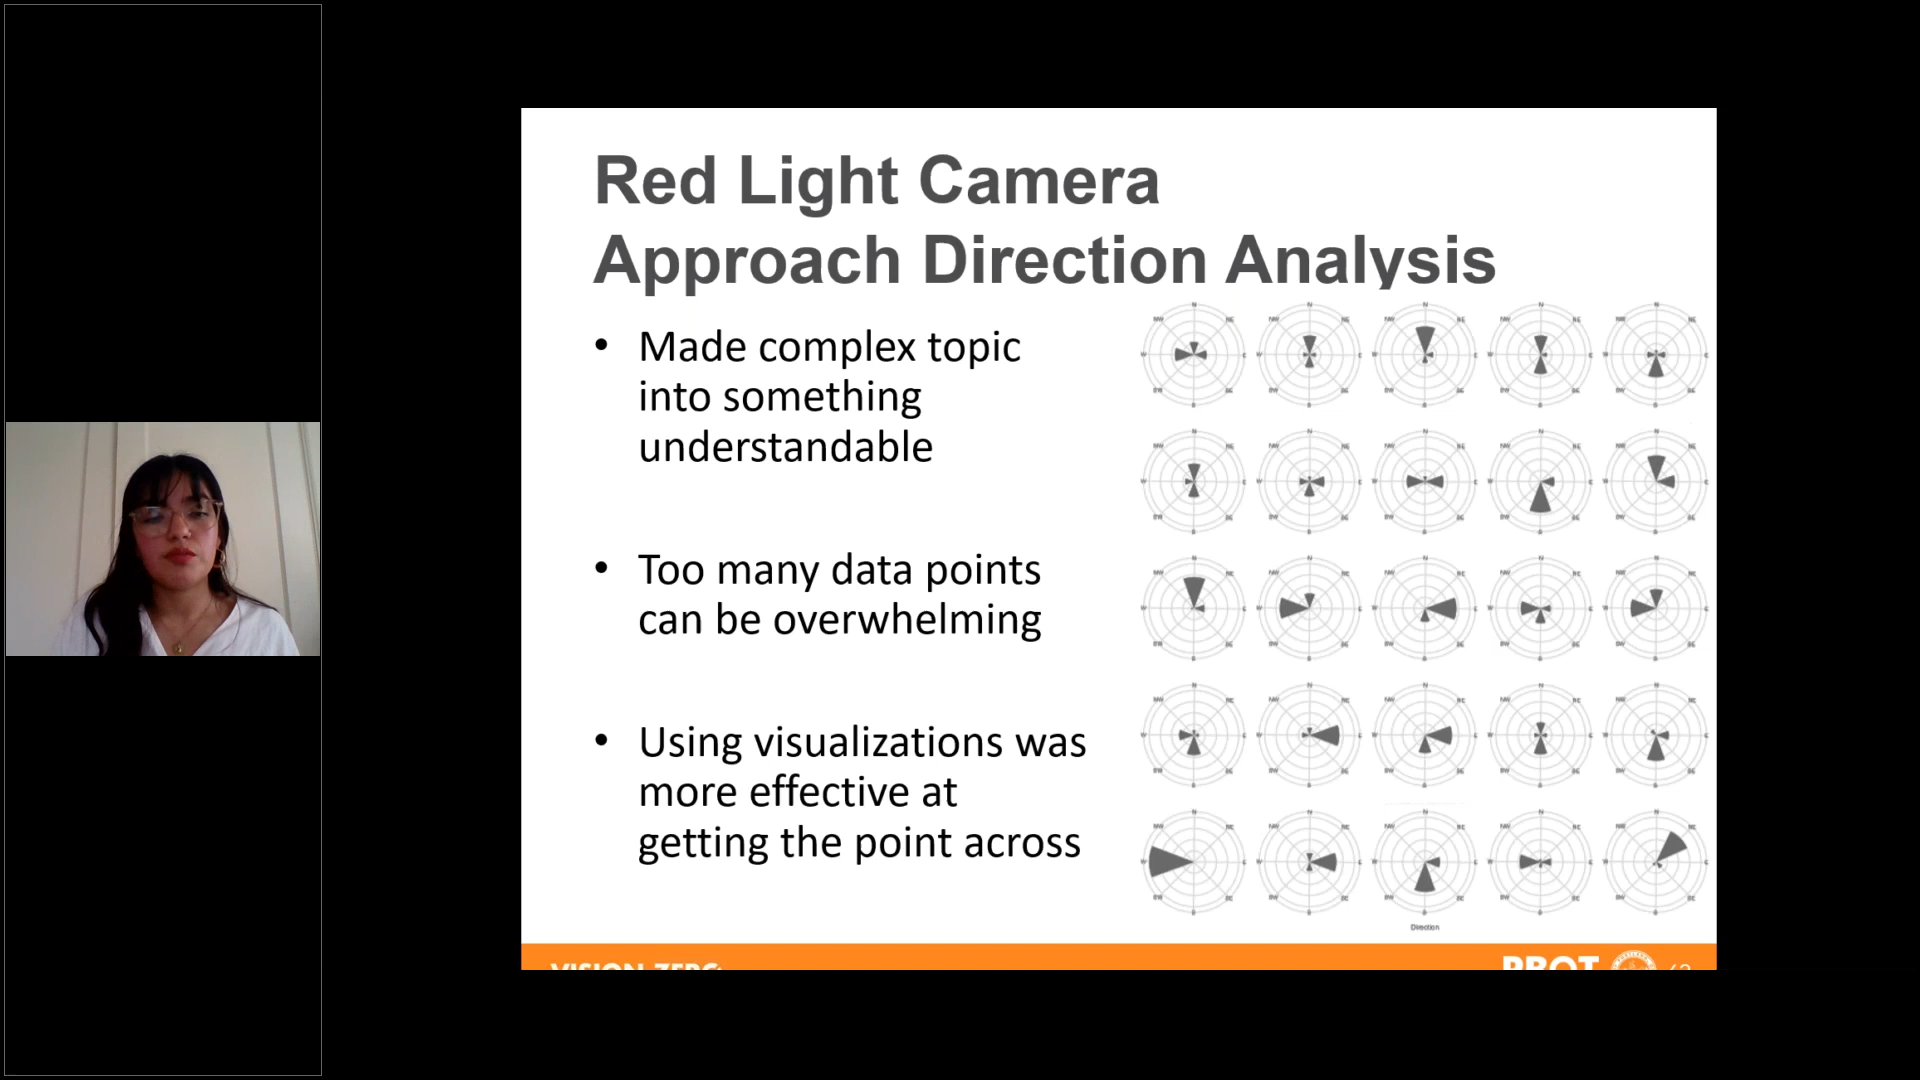 Red Light Camera
Approach Direction Analysis
• Made complex topic
into something
understandable
• Too many data points
can be overwhelming
• Using visualizations was
more effective at
getting the point across
Direction
VISION ZERO
PBOT